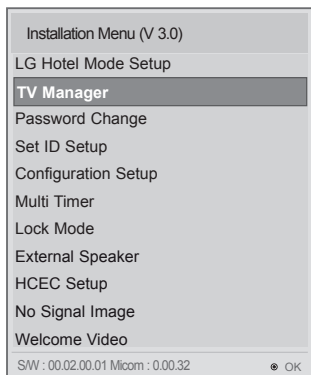 Installation Menu (V 3.0)
LG Hotel Mode Setup
TV Manager
Password Change
Set ID Setup
Configuration Setup
Multi Timer
Lock Mode
External Speaker
HCEC Setup
No Signal Image
Welcome Video
S/W : 00.02.00.01 Micom : 0.00.32 ◉ OK